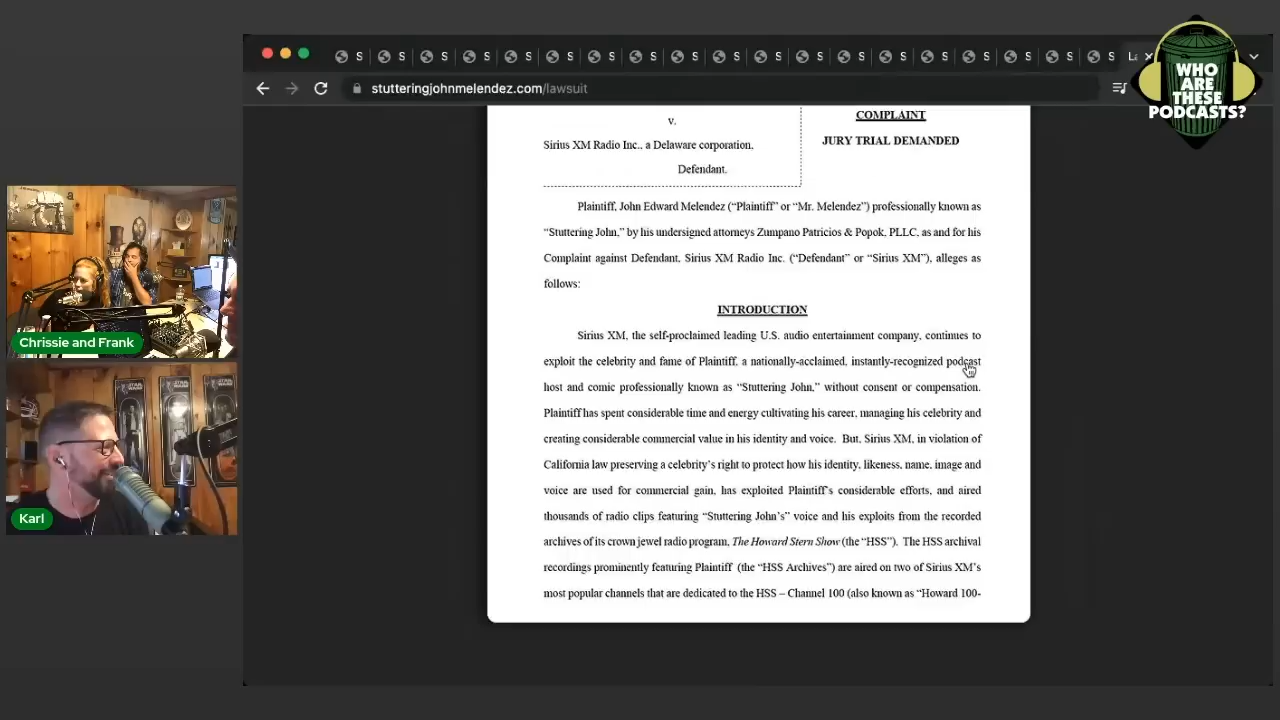 S S S S S S S S S S S S S S S S S S S La
WHO
ARE
THESE
PODCASTS?
stutteringjohnmelendez.com/lawsuit
v.
Sirius XM Radio Inc., a Delaware corporation,
Defendant.
COMPLAINT
JURY TRIAL DEMANDED
Plaintiff, John Edward Melendez (“Plaintiff” or “Mr. Melendez”) professionally known as
“Stuttering John,” by his undersigned attorneys Zumpano Patricios & Popok, PLLC, as and for his
Complaint against Defendant, Sirius XM Radio Inc. (“Defendant” or “Sirius XM”), alleges as
follows:
INTRODUCTION
Sirius XM, the self-proclaimed leading U.S. audio entertainment company, continues to
exploit the celebrity and fame of Plaintiff, a nationally-acclaimed, instantly-recognized podcast
host and comic professionally known as “Stuttering John,” without consent or compensation.
Plaintiff has spent considerable time and energy cultivating his career, managing his celebrity and
creating considerable commercial value in his identity and voice. But, Sirius XM, in violation of
California law preserving a celebrity’s right to protect how his identity, likeness, name, image and
voice are used for commercial gain, has exploited Plaintiff’s considerable efforts, and aired
thousands of radio clips featuring “Stuttering John’s” voice and his exploits from the recorded
archives of its crown jewel radio program, The Howard Stern Show (the “HSS”). The HSS archival
recordings prominently featuring Plaintiff (the “HSS Archives”) are aired on two of Sirius XM’s
most popular channels that are dedicated to the HSS – Channel 100 (also known as “Howard 100-
Chrissie and Frank
Karl